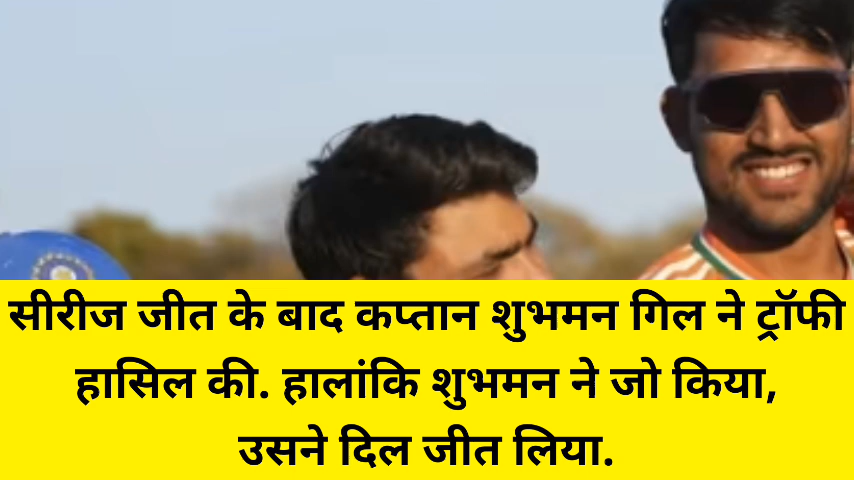 सीरीज जीत के बाद कप्तान शुभमन गिल ने ट्रॉफी
हासिल की. हालांकि शुभमन ने जो किया,
उसने दिल जीत लिया.